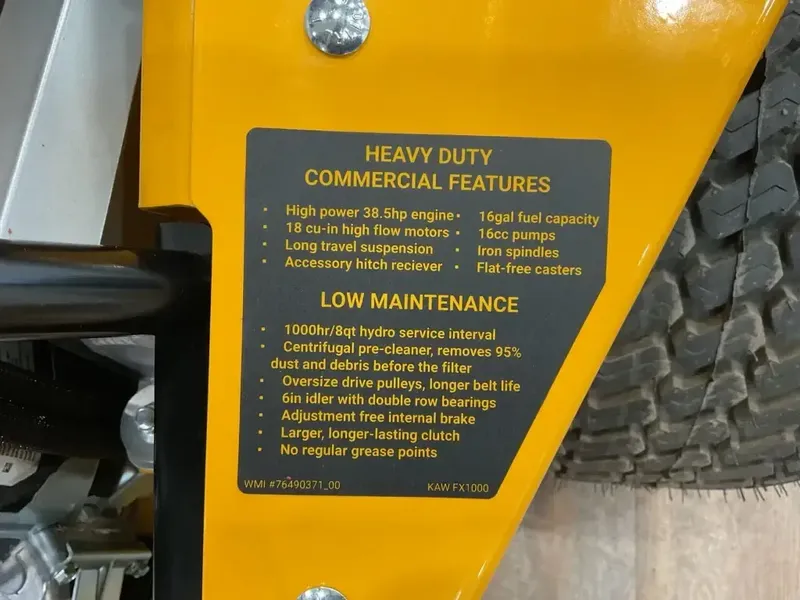 HEAVY DUTY
COMMERCIAL FEATURES
• High power 38.5hp engine
• 18 cu-in high flow motors
• Long travel suspension
• Accessory hitch reciever
• 16gal fuel capacity
• 16cc pumps
• Iron spindles
• Flat-free casters
LOW MAINTENANCE
• 1000hr/8qt hydro service interval
• Centrifugal pre-cleaner, removes 95%
dust and debris before the filter
• Oversize drive pulleys, longer belt life
• 6in idler with double row bearings
• Adjustment free internal brake
• Larger, longer-lasting clutch
• No regular grease points
WMI #76490371_00
KAW FX1000